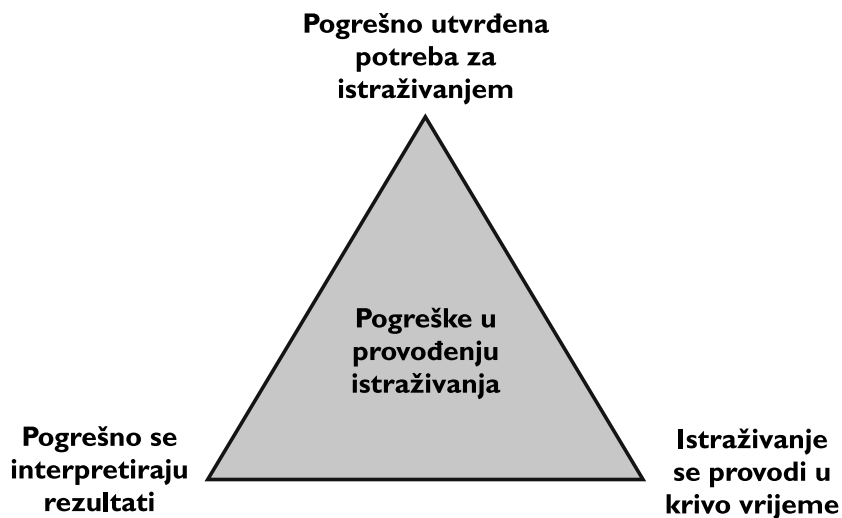 Pogrešno utvrđena
potreba za
istraživanjem
Pogreške u
provođenju
istraživanja
Pogrešno se
interpretiraju
rezultati
Istraživanje
se provodi u
krivo vrijeme